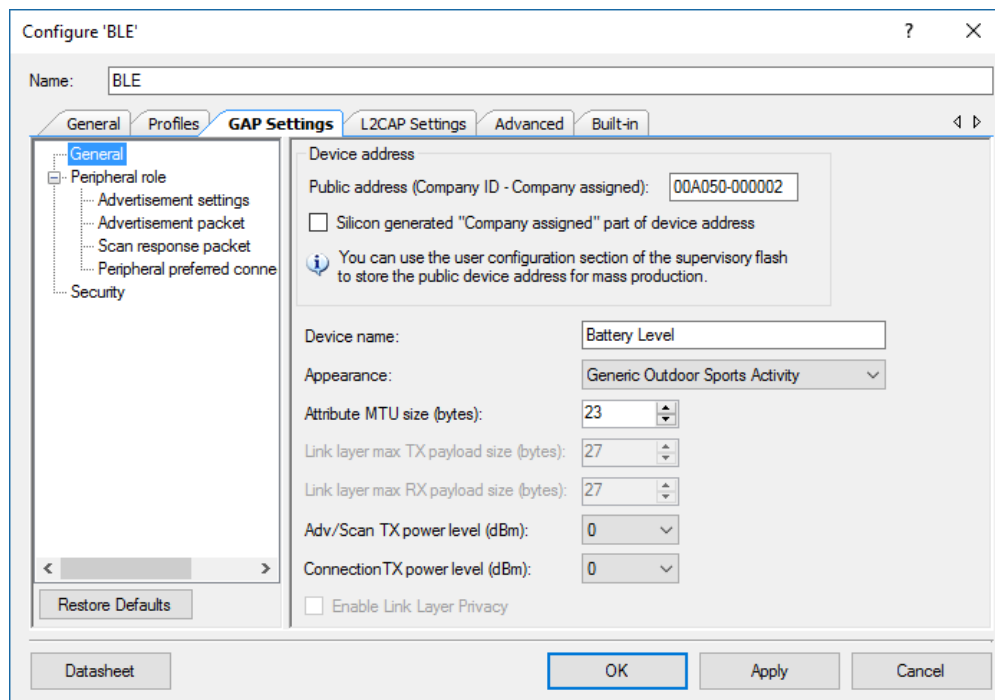 Configure 'BLE'
?
Name:
BLE
General
Profiles
GAP Settings
L2CAP Settings
Advanced
Built-in
General
Peripheral role
Advertisement settings
Advertisement packet
Scan response packet
Peripheral preferred conne
Security
Restore Defaults
Device address
Public address (Company ID - Company assigned): 00A050-000002
Silicon generated "Company assigned" part of device address
You can use the user configuration section of the supervisory flash
to store the public device address for mass production.
Device name: Battery Level
Appearance: Generic Outdoor Sports Activity
Attribute MTU size (bytes): 23
Link layer max TX payload size (bytes): 27
Link layer max RX payload size (bytes): 27
Adv/Scan TX power level (dBm): 0
Connection TX power level (dBm): 0
Enable Link Layer Privacy
Datasheet
OK
Apply
Cancel